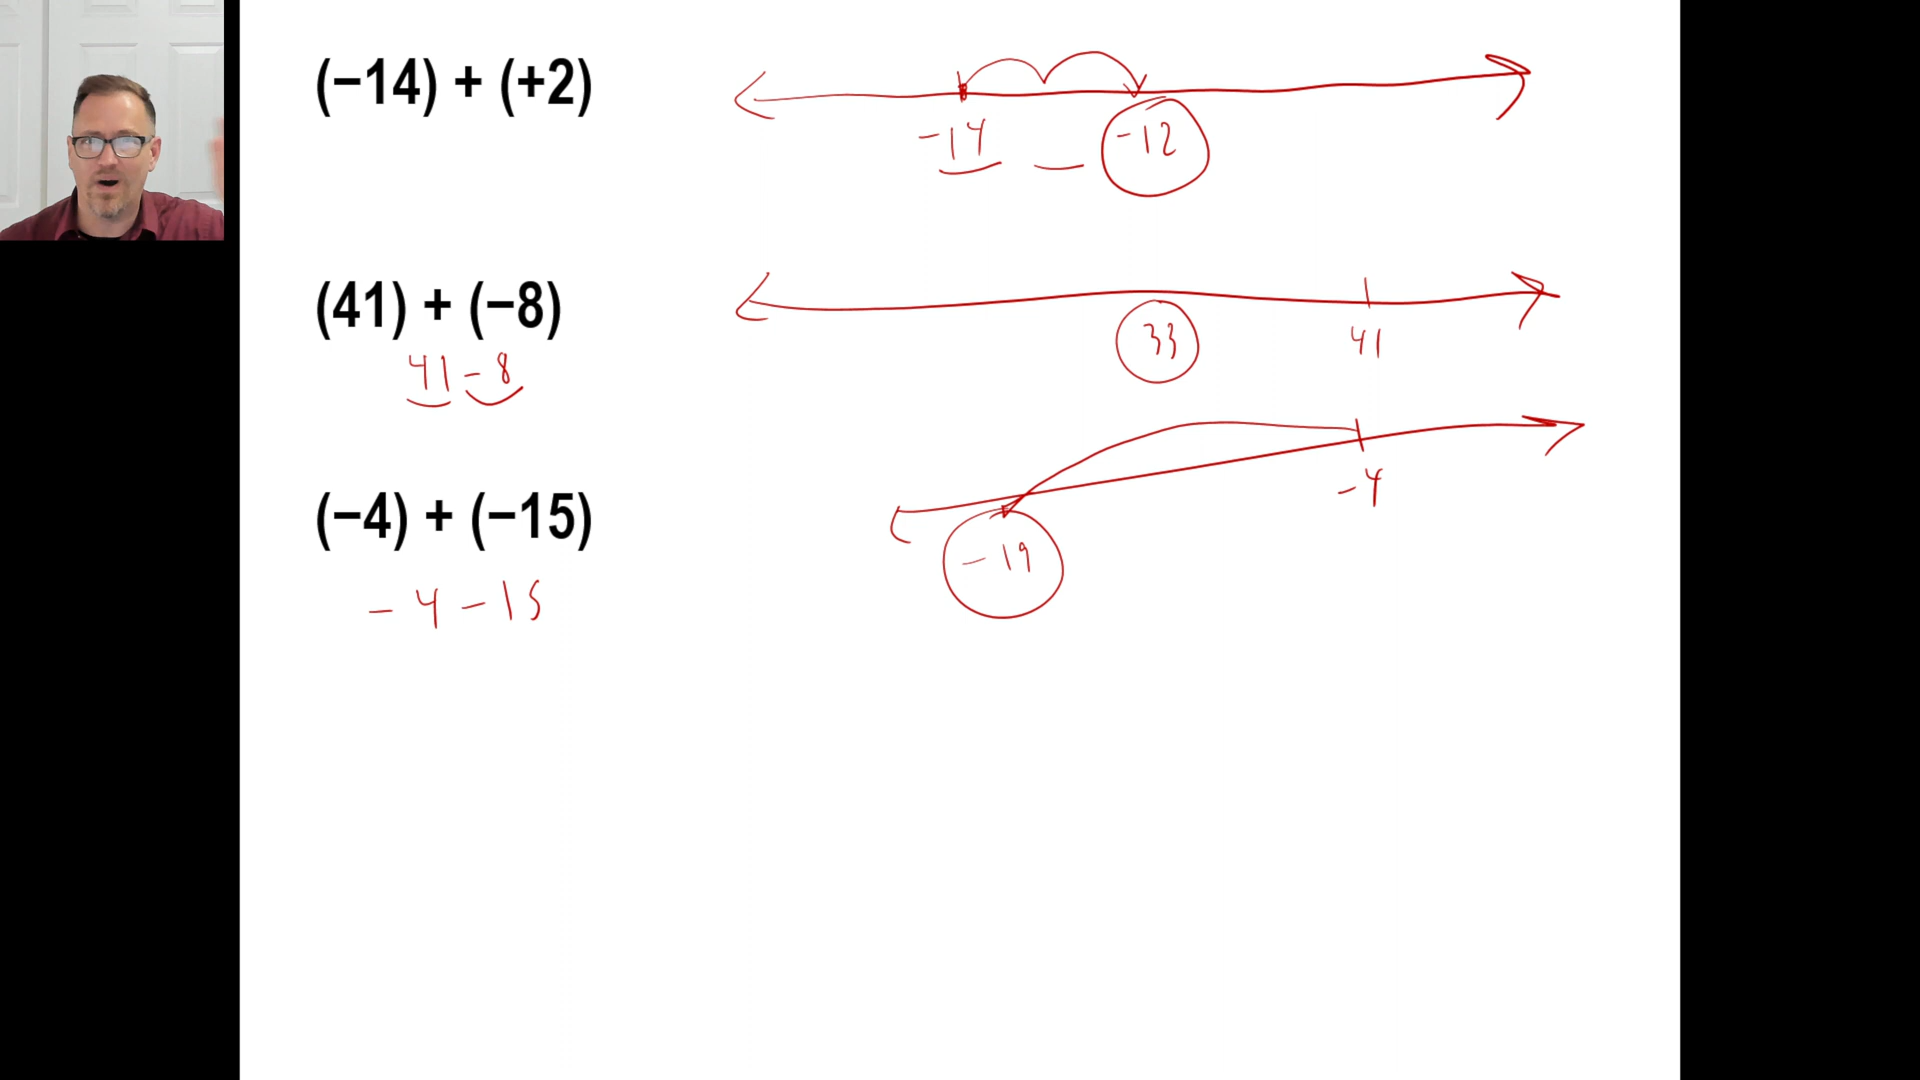 (−14) + (+2)
-14 -12
(41) + (−8)
33 41
41 - 8
-4
(−4) + (−15)
-19
-4 -15